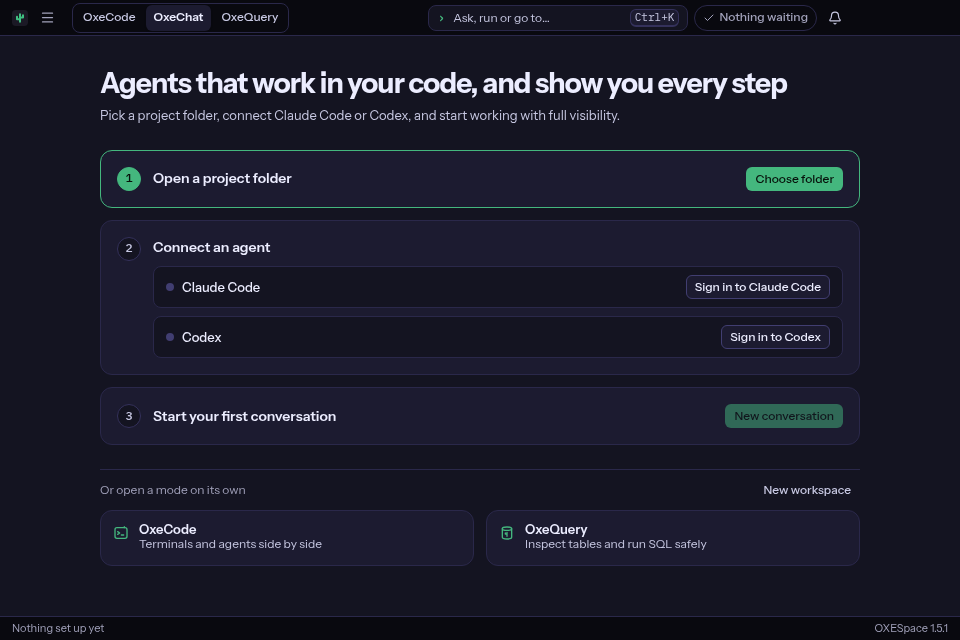 OxeCode OxeChat OxeQuery › Ask, run or go to... Ctrl+K Nothing waiting
Agents that work in your code, and show you every step
Pick a project folder, connect Claude Code or Codex, and start working with full visibility.
1 Open a project folder Choose folder
2 Connect an agent
Claude Code Sign in to Claude Code
Codex Sign in to Codex
3 Start your first conversation New conversation
Or open a mode on its own New workspace
OxeCode
Terminals and agents side by side
OxeQuery
Inspect tables and run SQL safely
Nothing set up yet OXESpace 1.5.1